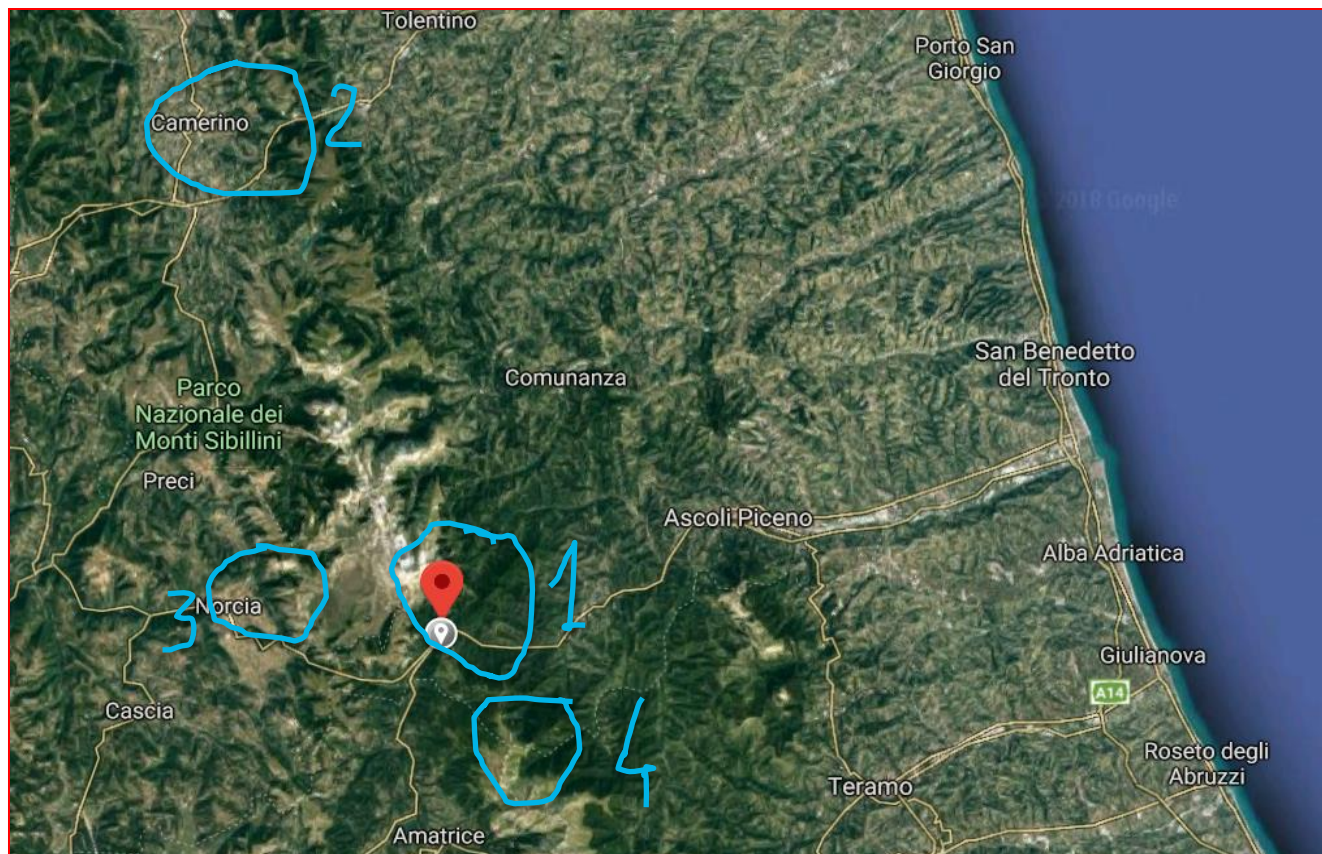 Tolentino
Porto San
Giorgio
Camerino
2
2018 Google
San Benedetto
del Tronto
Comunanza
Parco
Nazionale dei
Monti Sibillini
Preci
Ascoli Piceno
Alba Adriatica
1
3
Norcia
Giulianova
A14
Cascia
4
Roseto degli
Abruzzi
Teramo
Amatrice